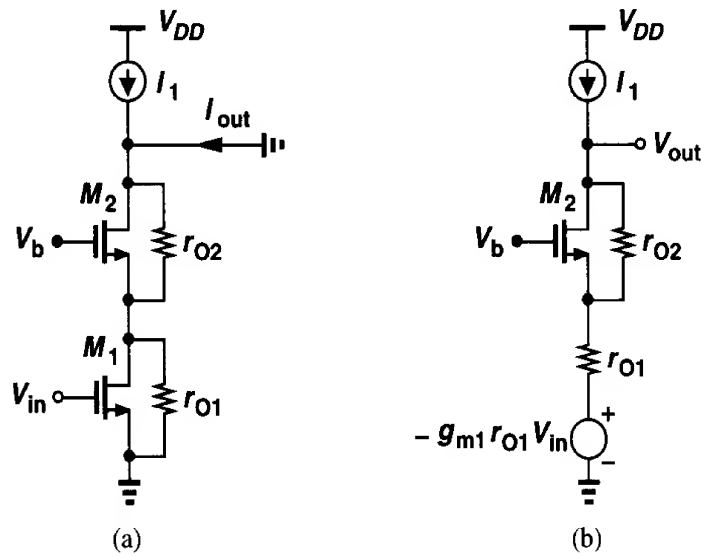 V_DD
I_1
I_out
M_2
V_b
r_O2
M_1
V_in
r_O1
(a)
V_DD
I_1
V_out
M_2
V_b
r_O2
r_O1
- g_m1 r_O1 V_in
+
−
(b)